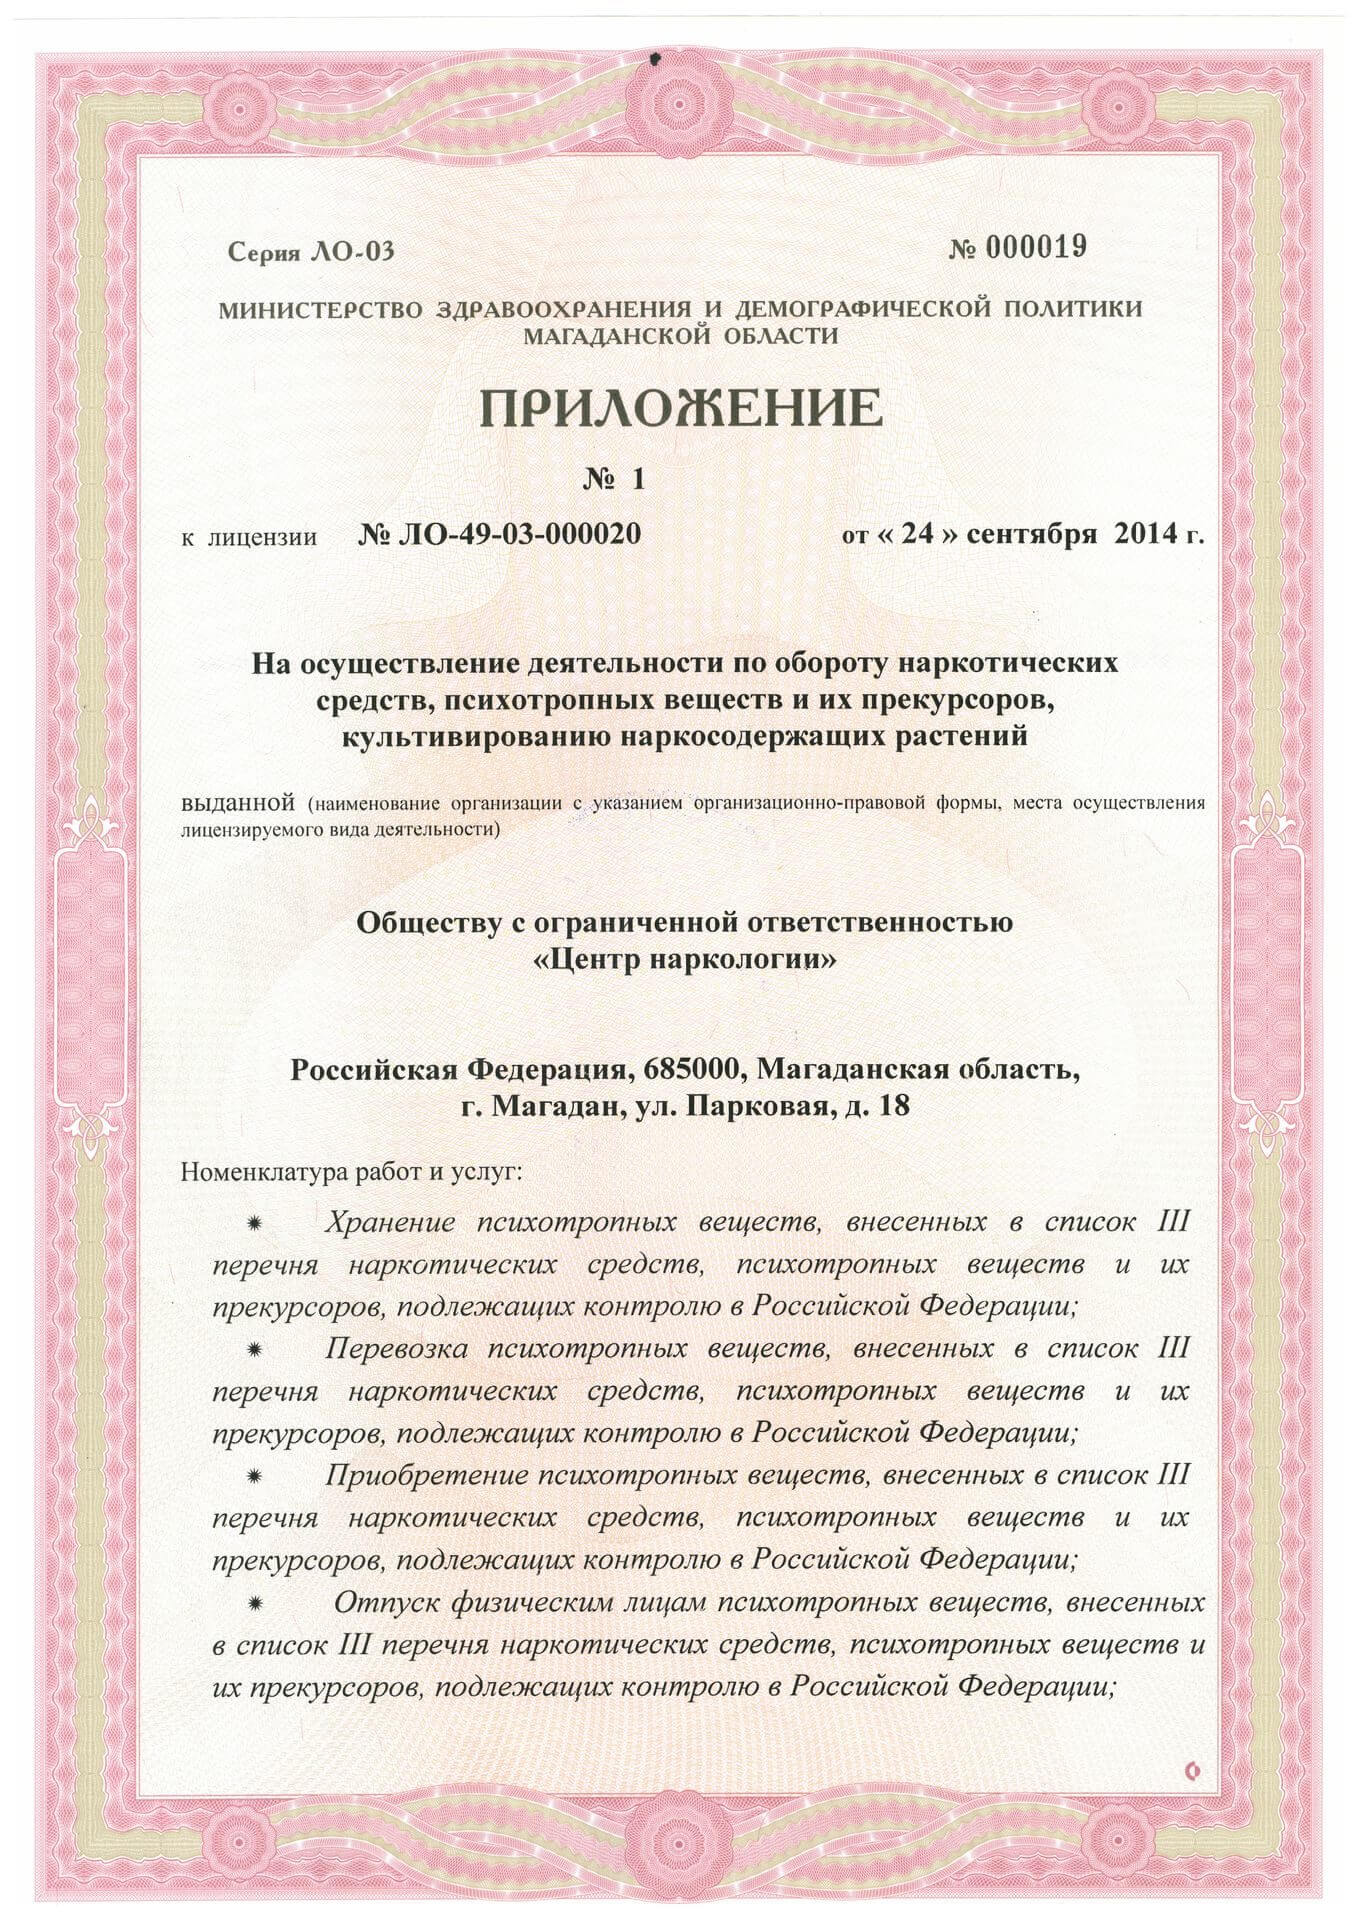 Серия ЛО-03
№ 000019
МИНИСТЕРСТВО ЗДРАВООХРАНЕНИЯ И ДЕМОГРАФИЧЕСКОЙ ПОЛИТИКИ
МАГАДАНСКОЙ ОБЛАСТИ
ПРИЛОЖЕНИЕ
№ 1
к лицензии № ЛО-49-03-000020 от « 24 » сентября 2014 г.
На осуществление деятельности по обороту наркотических
средств, психотропных веществ и их прекурсоров,
культивированию наркосодержащих растений
выданной (наименование организации с указанием организационно-правовой формы, места осуществления
лицензируемого вида деятельности)
Обществу с ограниченной ответственностью
«Центр наркологии»
Российская Федерация, 685000, Магаданская область,
г. Магадан, ул. Парковая, д. 18
Номенклатура работ и услуг:
✹ Хранение психотропных веществ, внесенных в список III
перечня наркотических средств, психотропных веществ и их
прекурсоров, подлежащих контролю в Российской Федерации;
✹ Перевозка психотропных веществ, внесенных в список III
перечня наркотических средств, психотропных веществ и их
прекурсоров, подлежащих контролю в Российской Федерации;
✹ Приобретение психотропных веществ, внесенных в список III
перечня наркотических средств, психотропных веществ и их
прекурсоров, подлежащих контролю в Российской Федерации;
✹ Отпуск физическим лицам психотропных веществ, внесенных
в список III перечня наркотических средств, психотропных веществ и
их прекурсоров, подлежащих контролю в Российской Федерации;